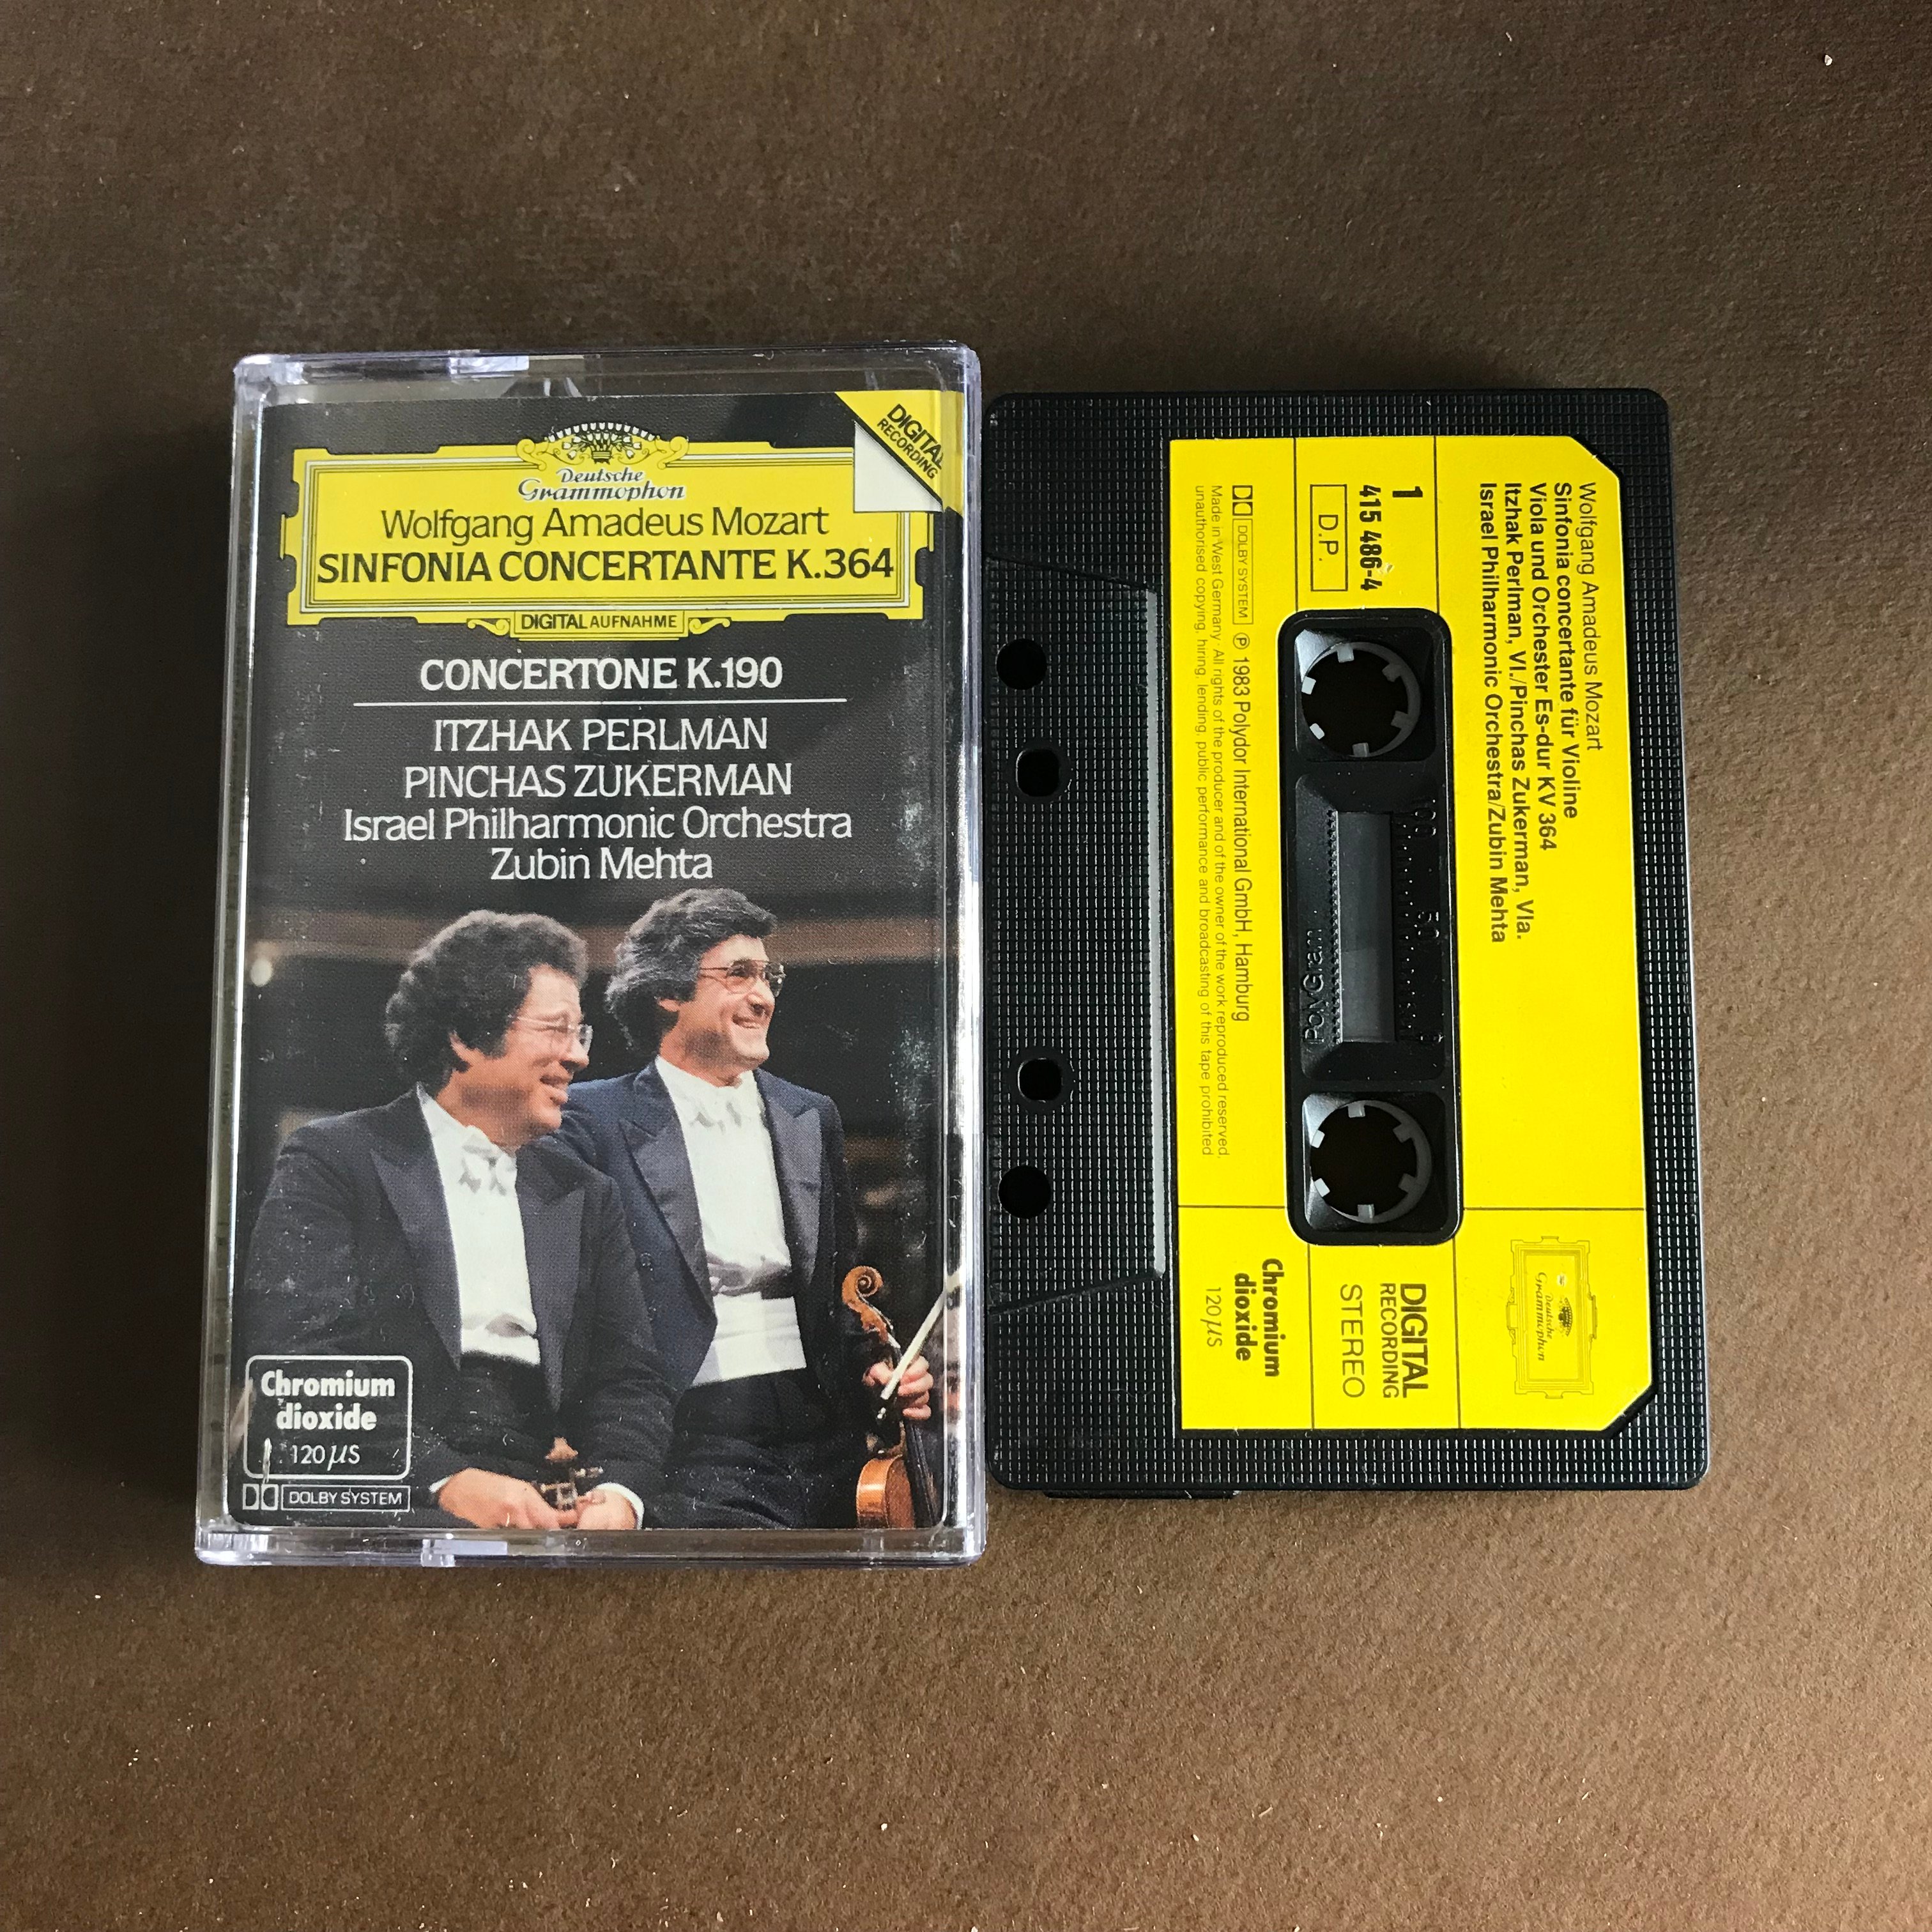 DIGITAL
RECORDING
Deutsche
Grammophon
Wolfgang Amadeus Mozart
SINFONIA CONCERTANTE K.364
DIGITAL AUFNAHME
CONCERTONE K.190
ITZHAK PERLMAN
PINCHAS ZUKERMAN
Israel Philharmonic Orchestra
Zubin Mehta
Chromium
dioxide
120 µS
DOLBY SYSTEM
Wolfgang Amadeus Mozart
Sinfonia concertante für Violine
Viola und Orchester Es-dur KV 364
Itzhak Perlman, Vl./Pinchas Zukerman, Vla.
Israel Philharmonic Orchestra/Zubin Mehta
Deutsche
Grammophon
1
415 486-4
D.P.
100 50
PolyGram
DIGITAL
RECORDING
STEREO
DOLBY SYSTEM ℗ 1983 Polydor International GmbH, Hamburg
Made in West Germany. All rights of the producer and of the owner of the work reproduced reserved,
unauthorised copying, hiring, lending, public performance and broadcasting of this tape prohibited
Chromium
dioxide
120 µS